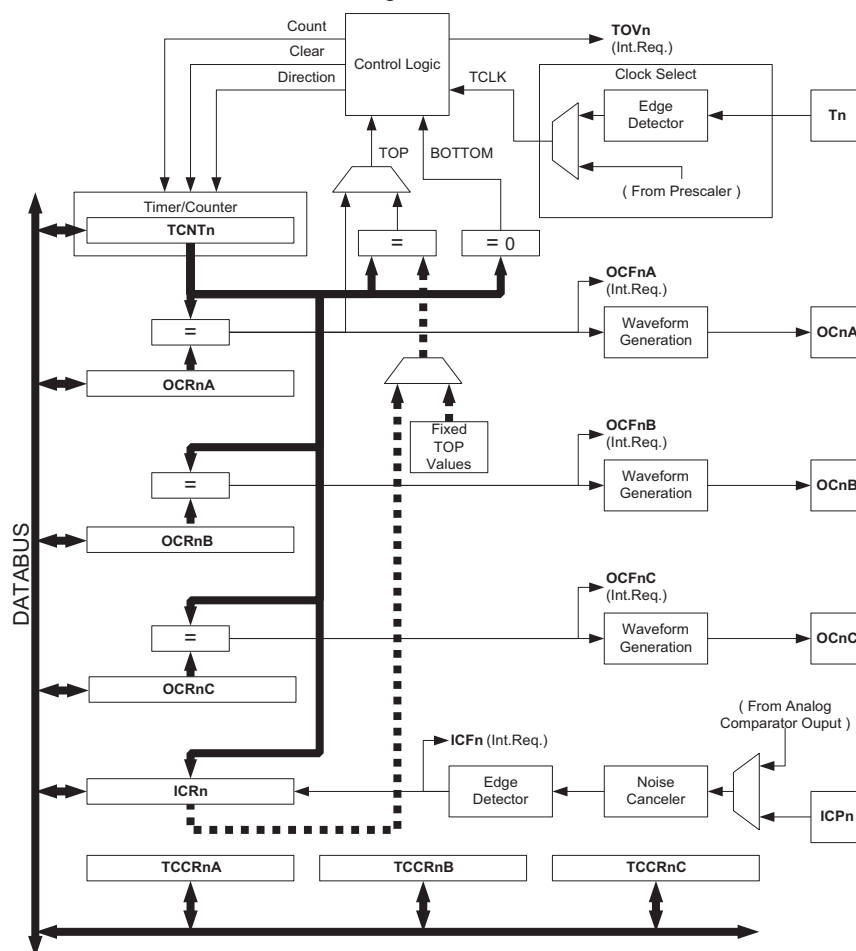 Count
Clear
Direction
Control Logic
TOVn
(Int.Req.)
TCLK
Clock Select
Edge
Detector
Tn
( From Prescaler )
TOP
BOTTOM
Timer/Counter
TCNTn
=
= 0
=
OCRnA
OCFnA
(Int.Req.)
Waveform
Generation
OCnA
Fixed
TOP
Values
=
OCRnB
OCFnB
(Int.Req.)
Waveform
Generation
OCnB
DATABUS
=
OCRnC
OCFnC
(Int.Req.)
Waveform
Generation
OCnC
( From Analog
Comparator Ouput )
ICFn (Int.Req.)
ICRn
Edge
Detector
Noise
Canceler
ICPn
TCCRnA
TCCRnB
TCCRnC